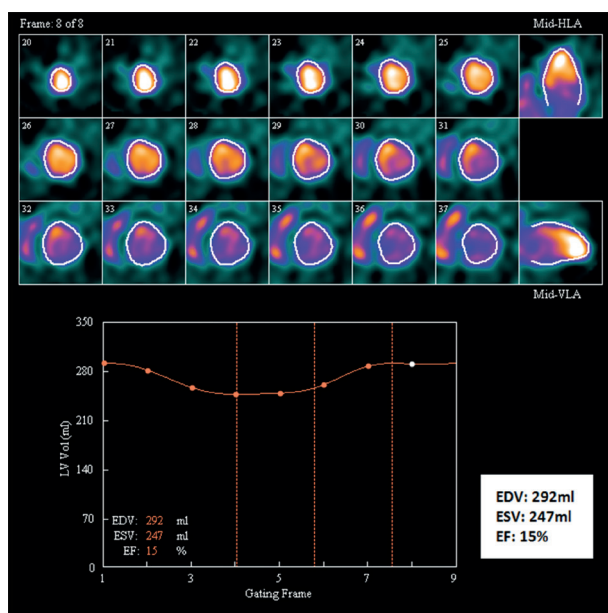 Frame: 8 of 8
Mid-HLA
20 21 22 23 24 25
26 27 28 29 30 31
32 33 34 35 36 37
Mid-VLA
350
280
210
140
70
0
LV Vol (ml)
EDV: 292 ml
ESV: 247 ml
EF: 15 %
1 3 5 7 9
Gating Frame
EDV: 292ml
ESV: 247ml
EF: 15%